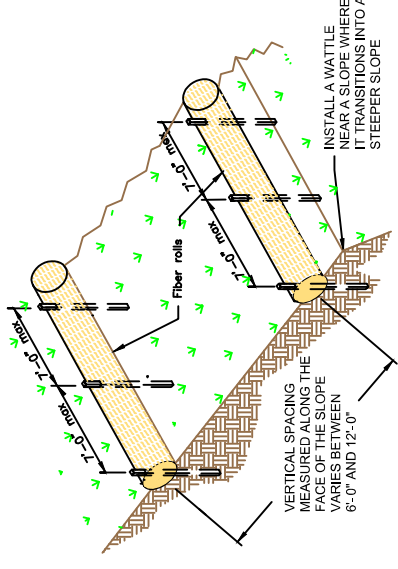 7'-0" max
7'-0" max
Fiber rolls
7'-0" max
7'-0" max
INSTALL A WATTLE
NEAR A SLOPE WHERE
IT TRANSITIONS INTO A
STEEPER SLOPE
VERTICAL SPACING
MEASURED ALONG THE
FACE OF THE SLOPE
VARIES BETWEEN
6'-0" AND 12'-0"